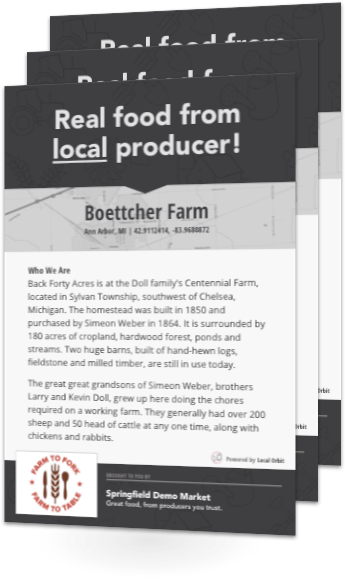 Real food from
Real food from
Real food from
local producer!
Boettcher Farm
Ann Arbor, MI | 42.9112414, -83.9680872
Who We Are
Back Forty Acres is at the Doll family's Centennial Farm,
located in Sylvan Township, southwest of Chelsea,
Michigan. The homestead was built in 1850 and
purchased by Simeon Weber in 1864. It is surrounded by
180 acres of cropland, hardwood forest, ponds and
streams. Two huge barns, built of hand-hewn logs,
fieldstone and milled timber, are still in use today.
The great great grandsons of Simeon Weber, brothers
Larry and Kevin Doll, grew up here doing the chores
required on a working farm. They generally had over 200
sheep and 50 head of cattle at any one time, along with
chickens and rabbits.
Powered by Local Orbit
FARM TO FORK
FARM TO TABLE
BROUGHT TO YOU BY
Springfield Demo Market
Great food, from producers you trust.